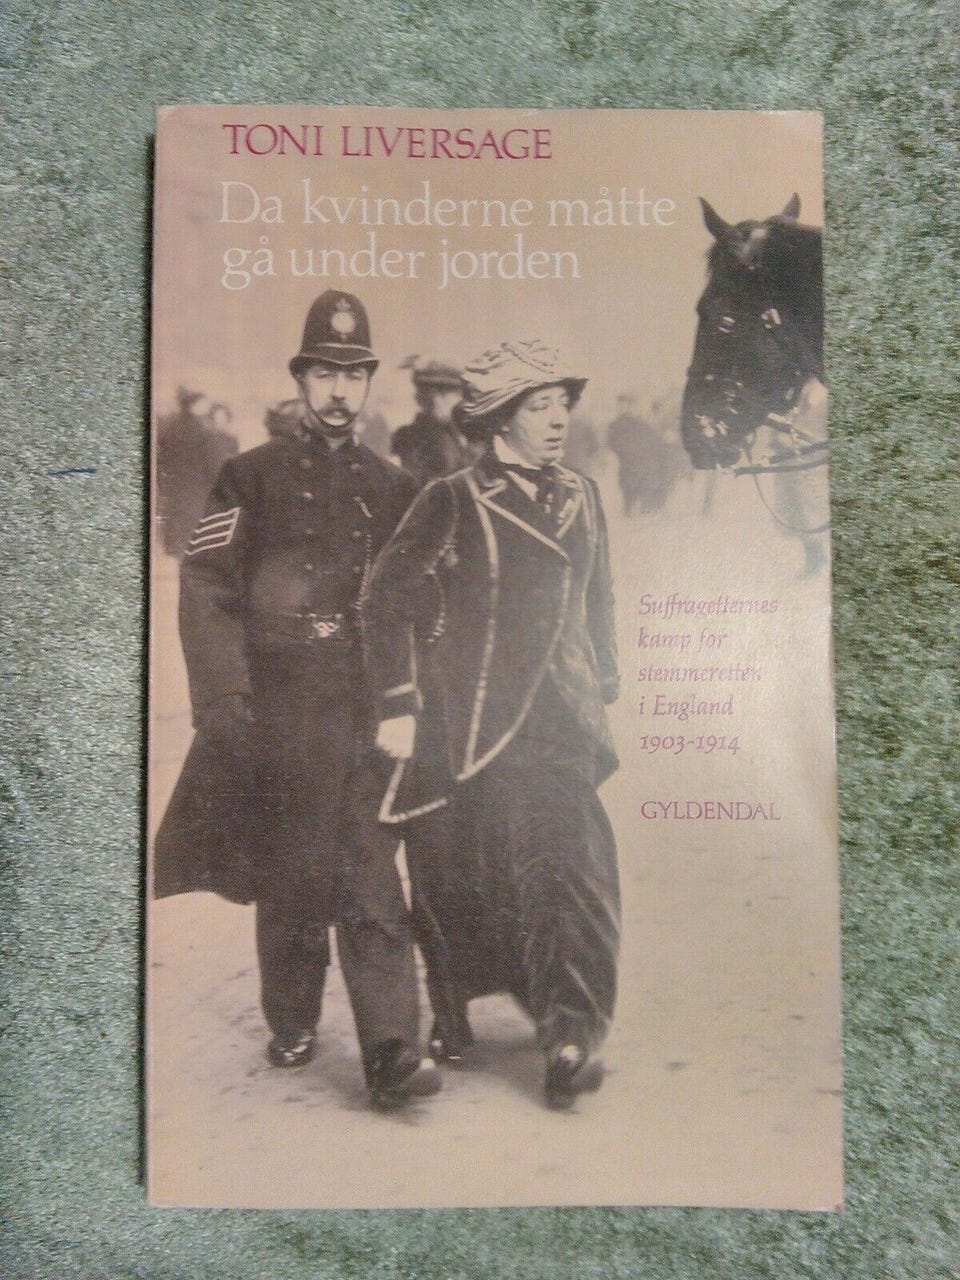 TONI LIVERSAGE
Da kvinderne måtte
gå under jorden
Suffragetternes
kamp for
stemmeretten
i England
1903-1914
GYLDENDAL